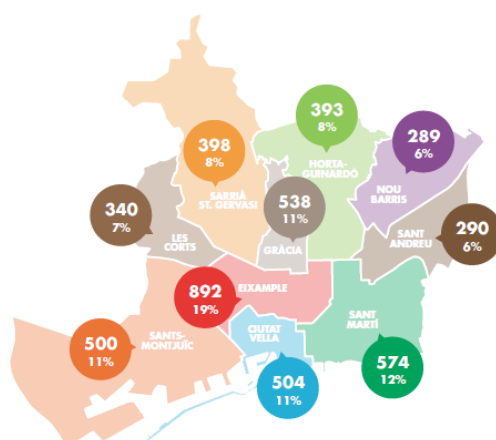 393
8%
289
6%
398
8%
HORTA-
GUINARDÓ
NOU
BARRIS
SARRIÀ
ST. GERVASI
538
11%
340
7%
LES
CORTS
GRÀCIA
SANT
ANDREU
290
6%
892
19%
EIXAMPLE
SANT
MARTÍ
SANTS-
MONTJUÏC
CIUTAT
VELLA
500
11%
504
11%
574
12%